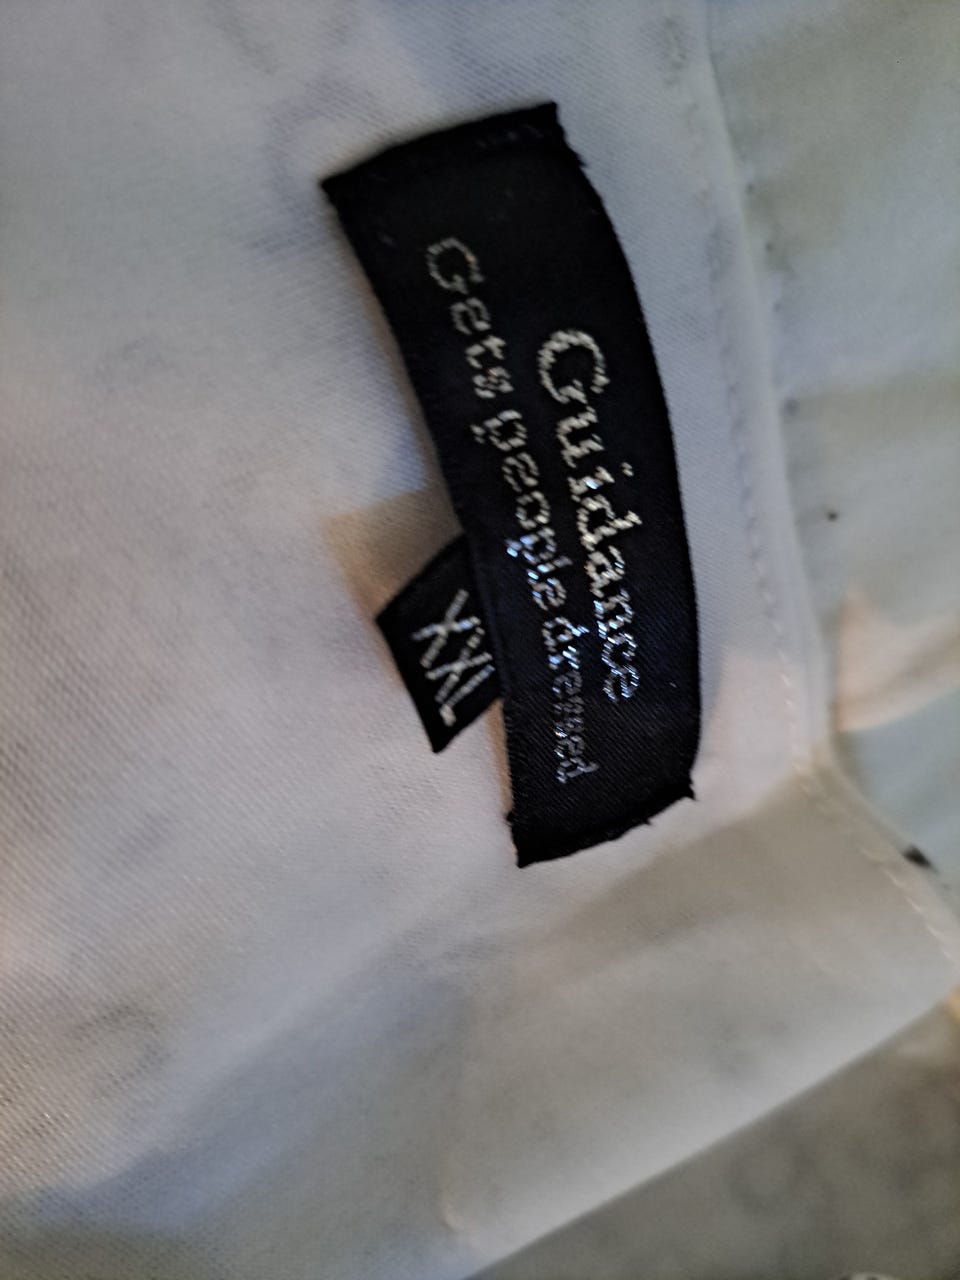 Guidance
Gets people dressed
XXL